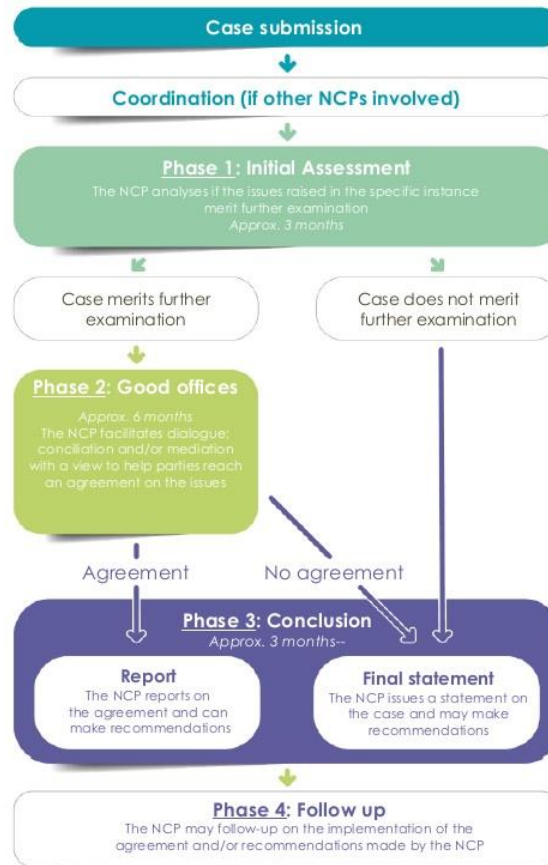 Case submission
Coordination (if other NCPs involved)
Phase 1: Initial Assessment
The NCP analyses if the issues raised in the specific instance
merit further examination
Approx. 3 months
Case merits further
examination
Case does not merit
further examination
Phase 2: Good offices
Approx. 6 months
The NCP facilitates dialogue;
conciliation and/or mediation
with a view to help parties reach
an agreement on the issues
Agreement
No agreement
Phase 3: Conclusion
Approx. 3 months--
Report
The NCP reports on
the agreement and can
make recommendations
Final statement
The NCP issues a statement on
the case and may make
recommendations
Phase 4: Follow up
The NCP may follow-up on the implementation of the
agreement and/or recommendations made by the NCP